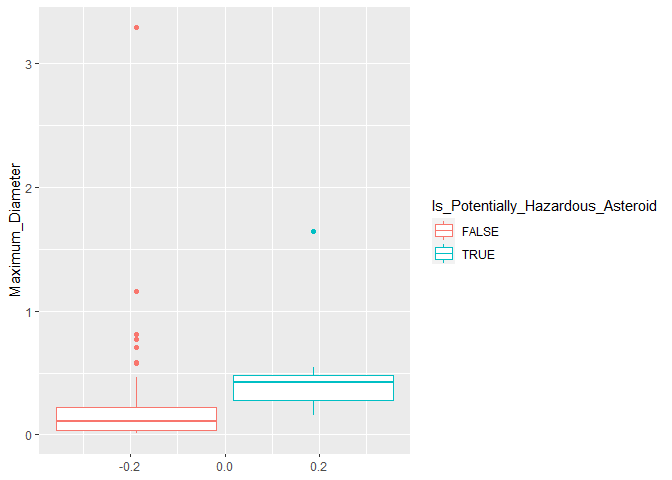 3
2
1
0
Maximum_Diameter
-0.2
0.0
0.2
Is_Potentially_Hazardous_Asteroid
FALSE
TRUE